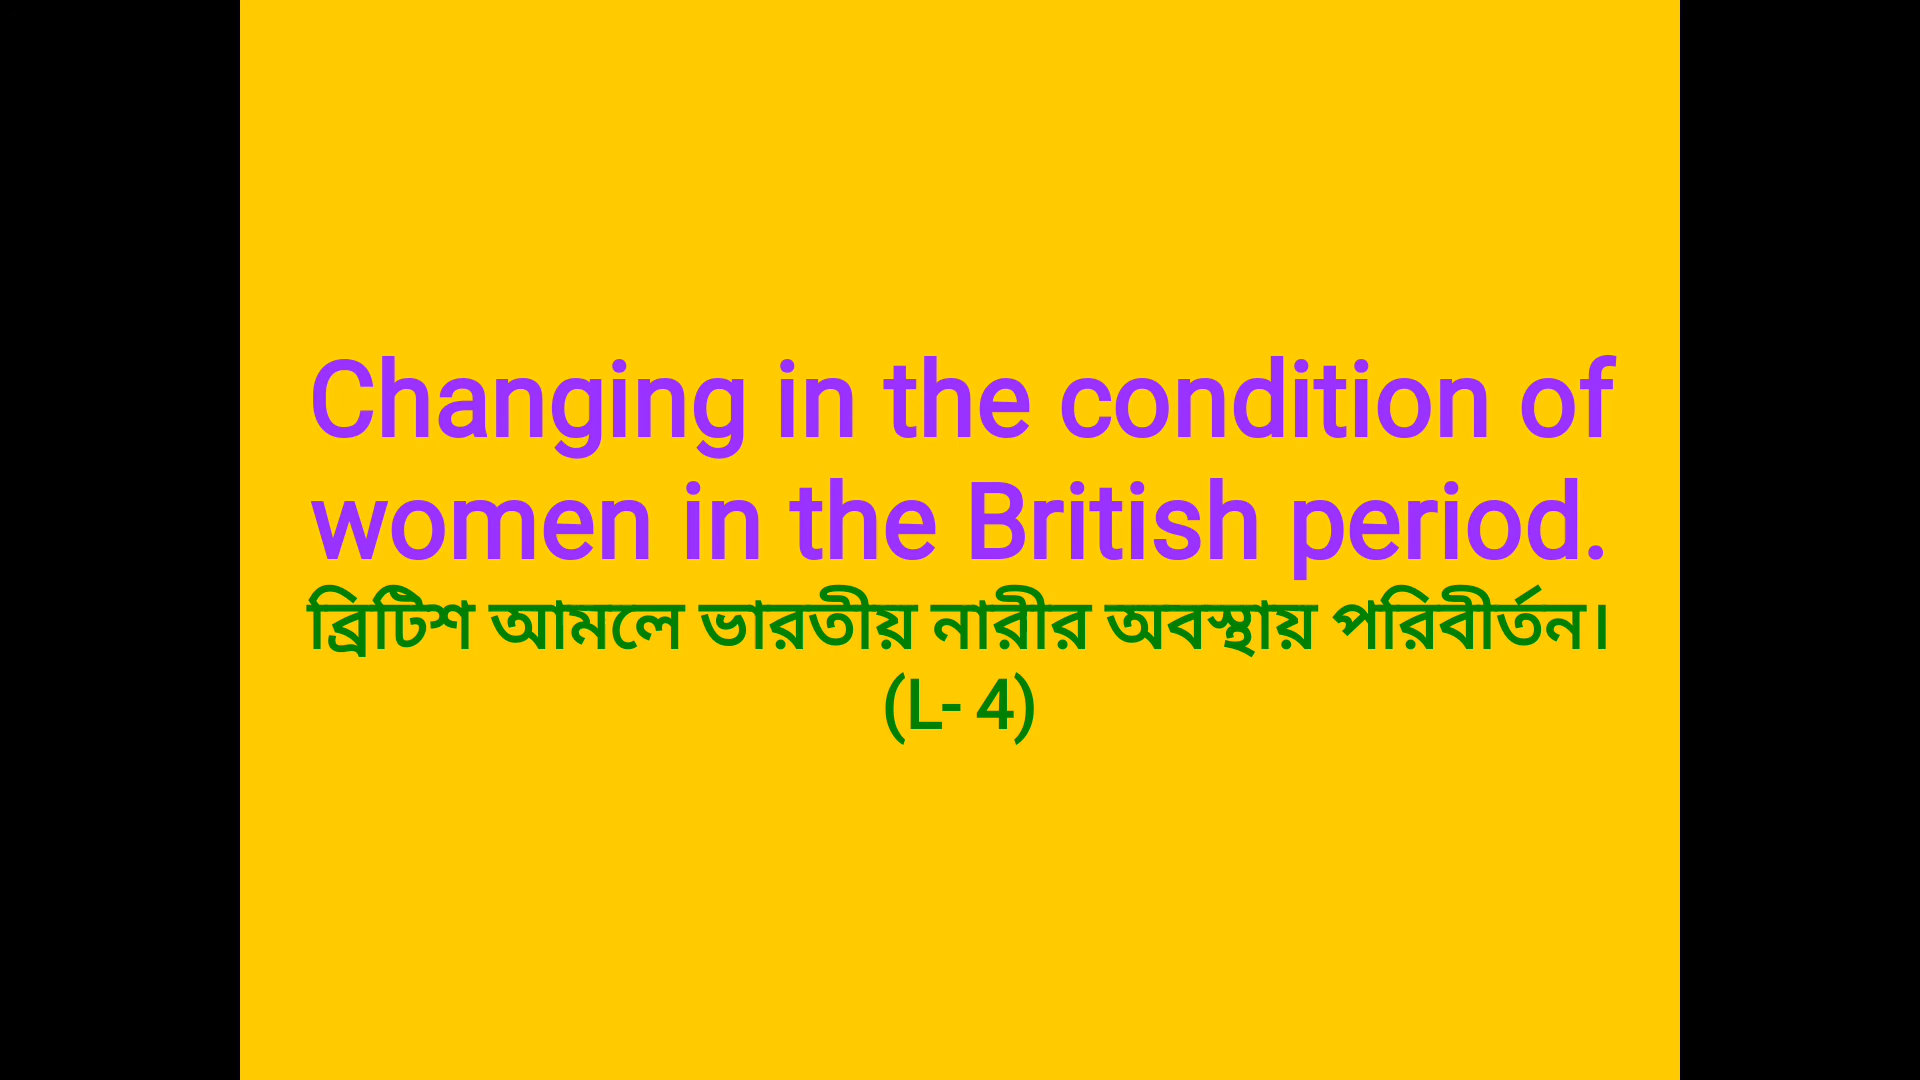 Changing in the condition of
women in the British period.
ব্রিটিশ আমলে ভারতীয় নারীর অবস্থায় পরিবীর্তন।
(L- 4)